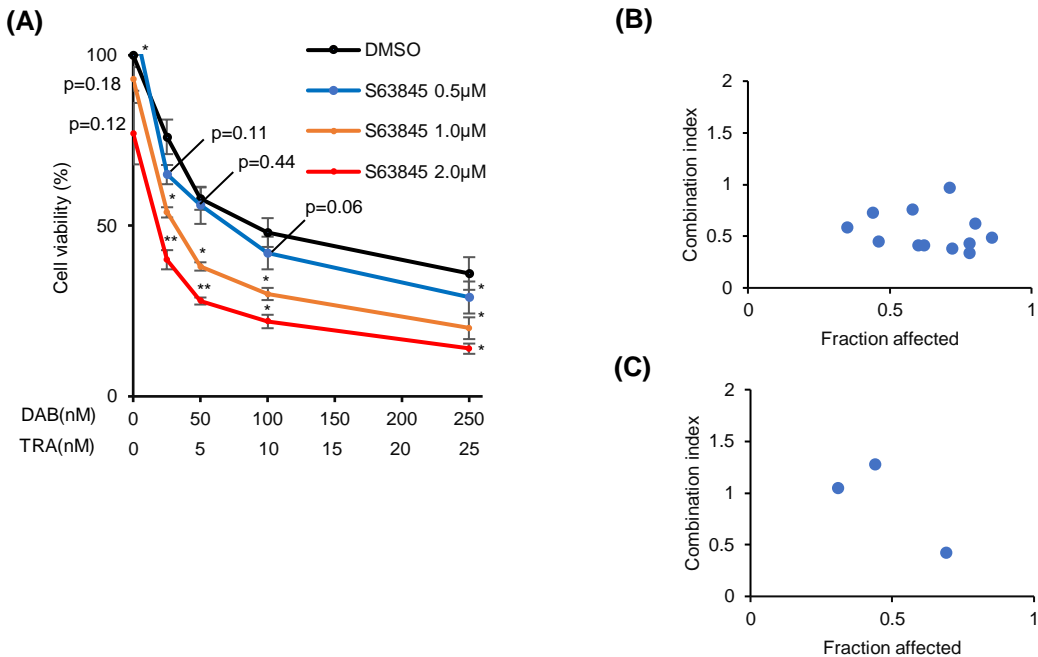 (A)
DMSO
S63845 0.5µM
S63845 1.0µM
S63845 2.0µM
100
50
0
Cell viability (%)
*
p=0.18
p=0.12
p=0.11
p=0.44
p=0.06
*
**
*
**
*
*
*
*
*
DAB(nM) 0 50 100 150 200 250
TRA(nM) 0 5 10 15 20 25
(B)
2
1.5
1
0.5
0
Combination index
0 0.5 1
Fraction affected
(C)
2
1.5
1
0.5
0
Combination index
0 0.5 1
Fraction affected